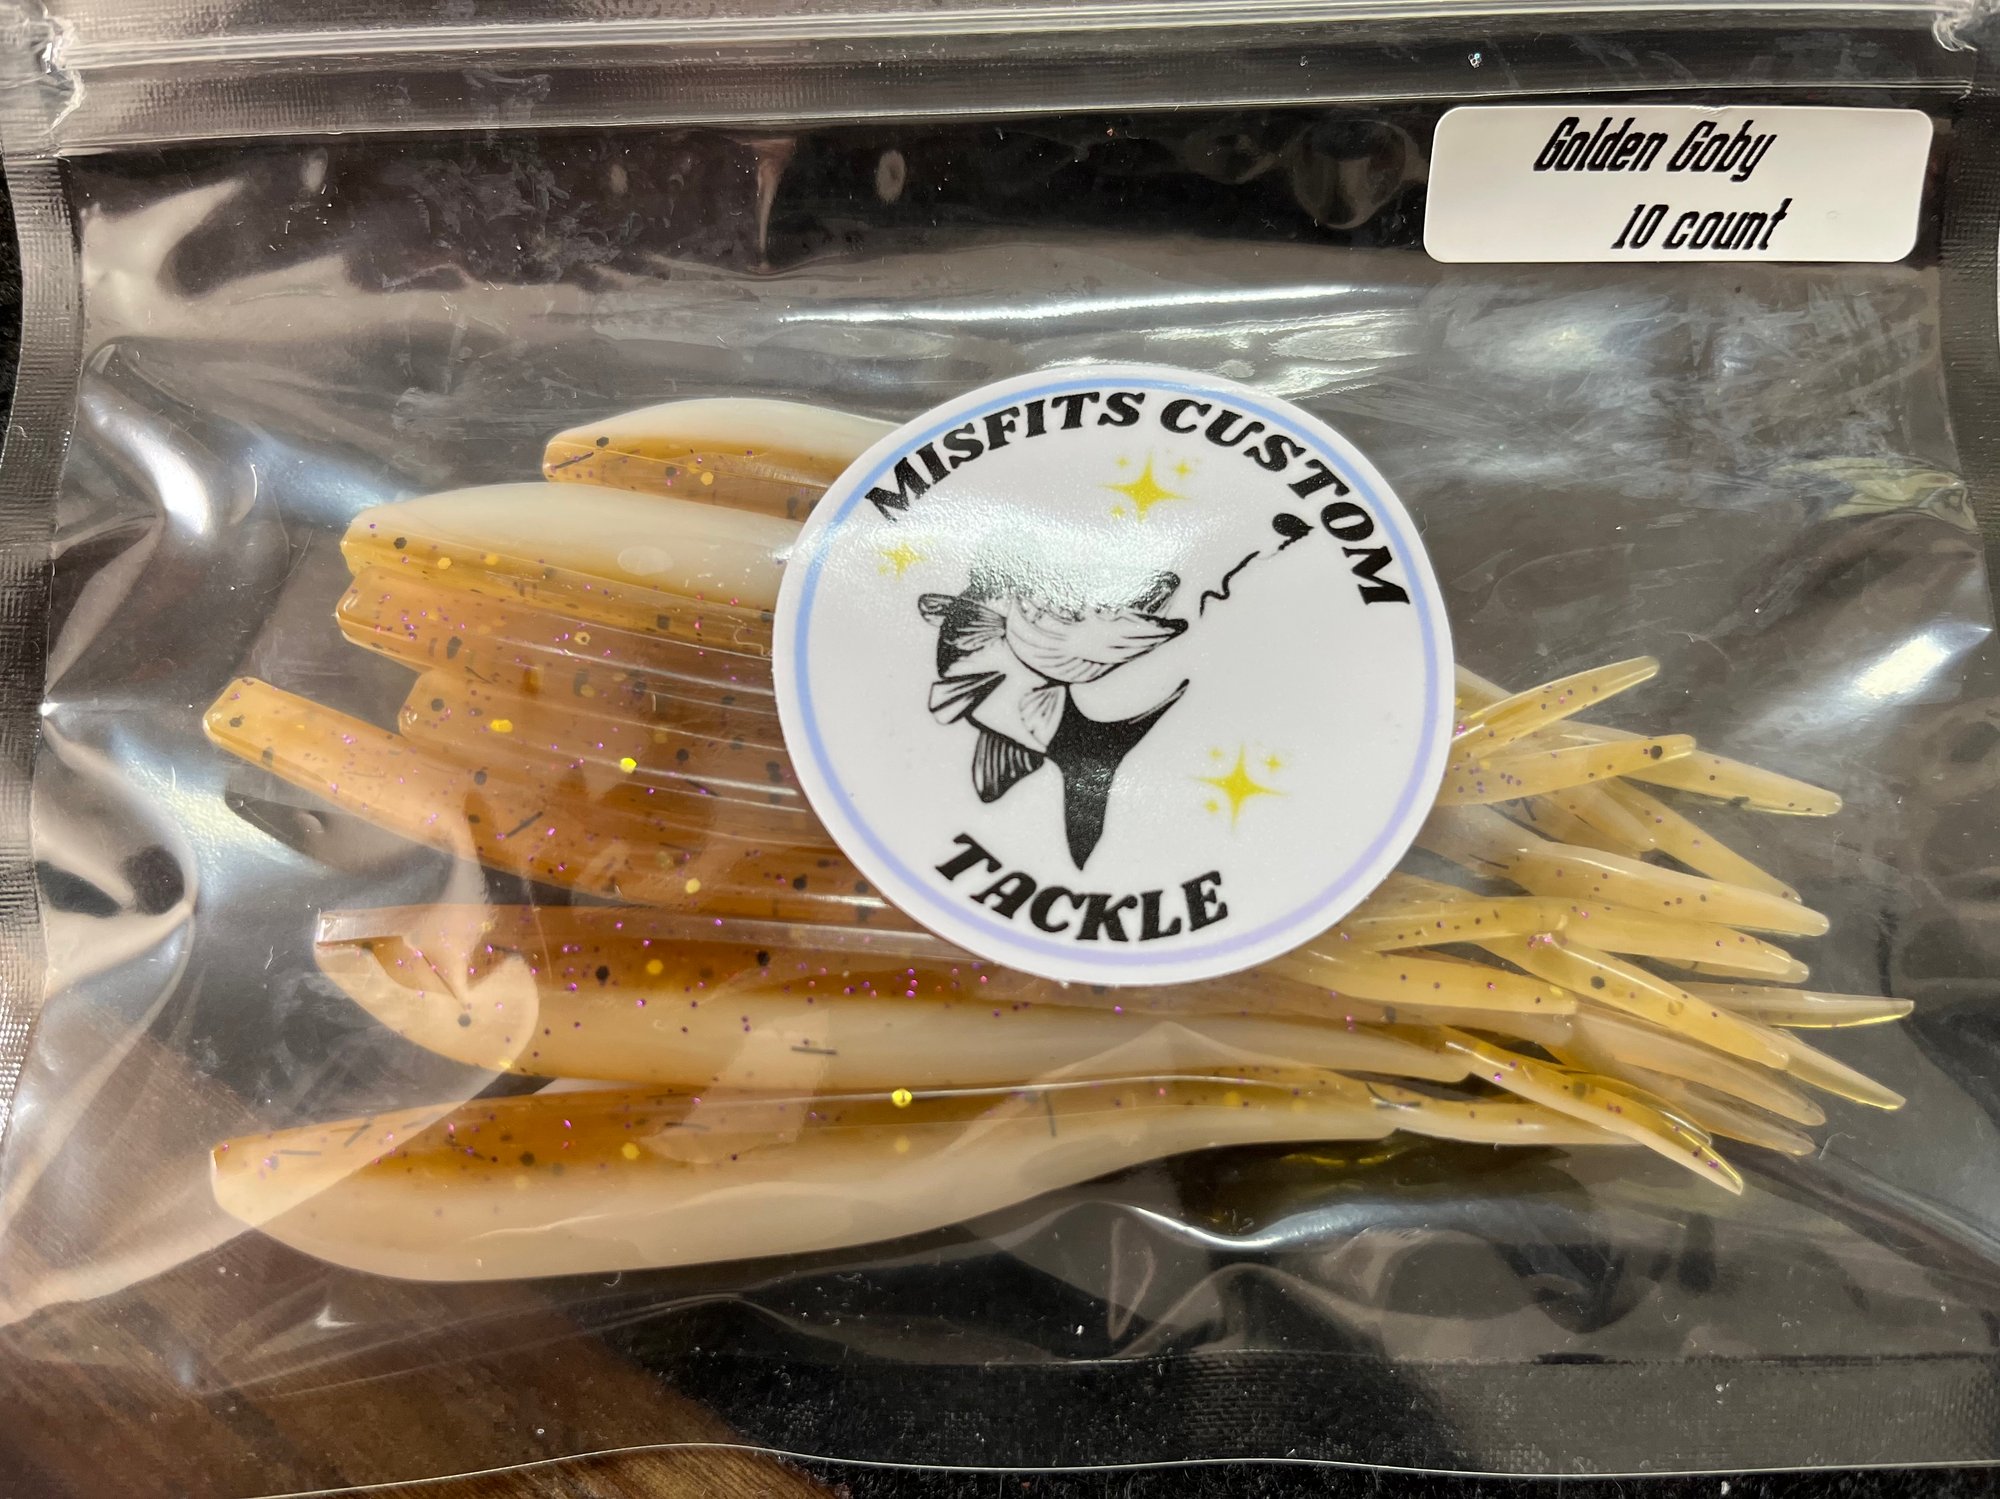 Golden Goby
10 count
MISFITS CUSTOM
TACKLE